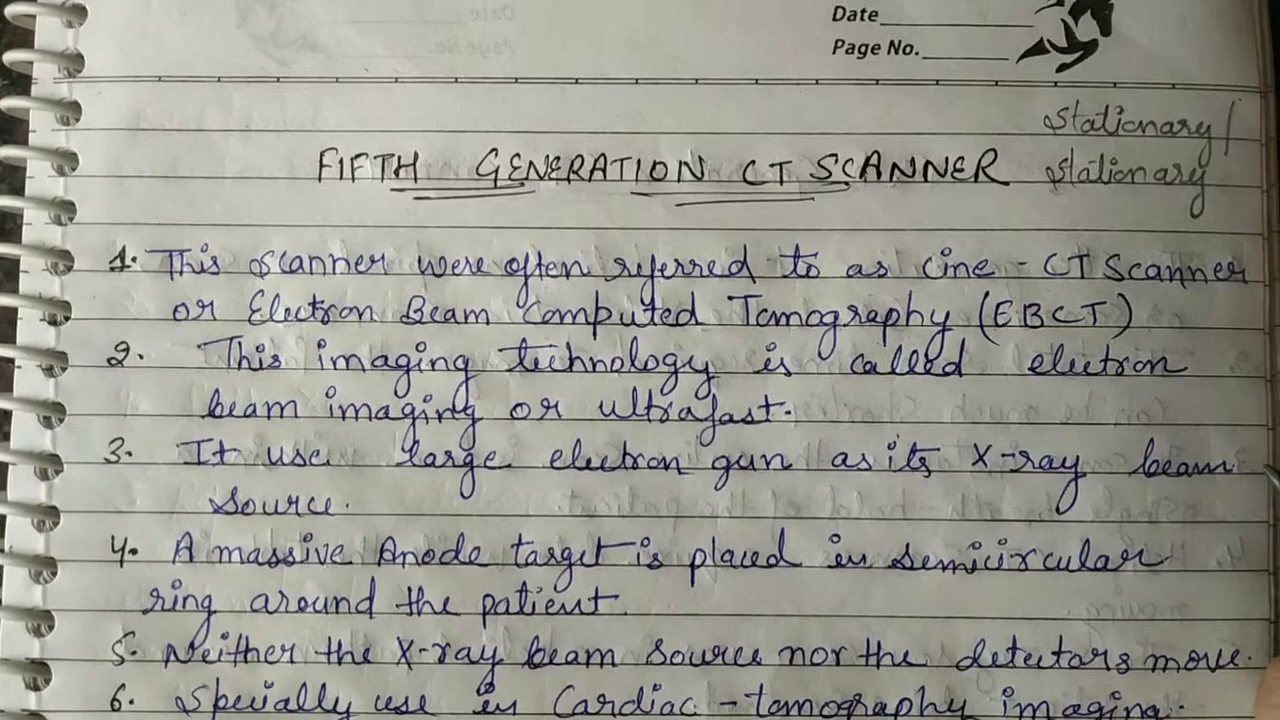 Date
Page No.
Stationary/
FIFTH GENERATION CT SCANNER stationary
1. This scanner were often referred to as cine - CT Scanner
or Electron Beam Computed Tomography (EBCT)
2. This imaging technology is called electron
beam imaging or ultrafast.
3. It use large electron gun as its X-ray beam
source.
4. A massive Anode target is placed in semicircular
ring around the patient.
5. Neither the X-ray beam source nor the detectors move.
6. Specially use in Cardiac - tomography imaging.